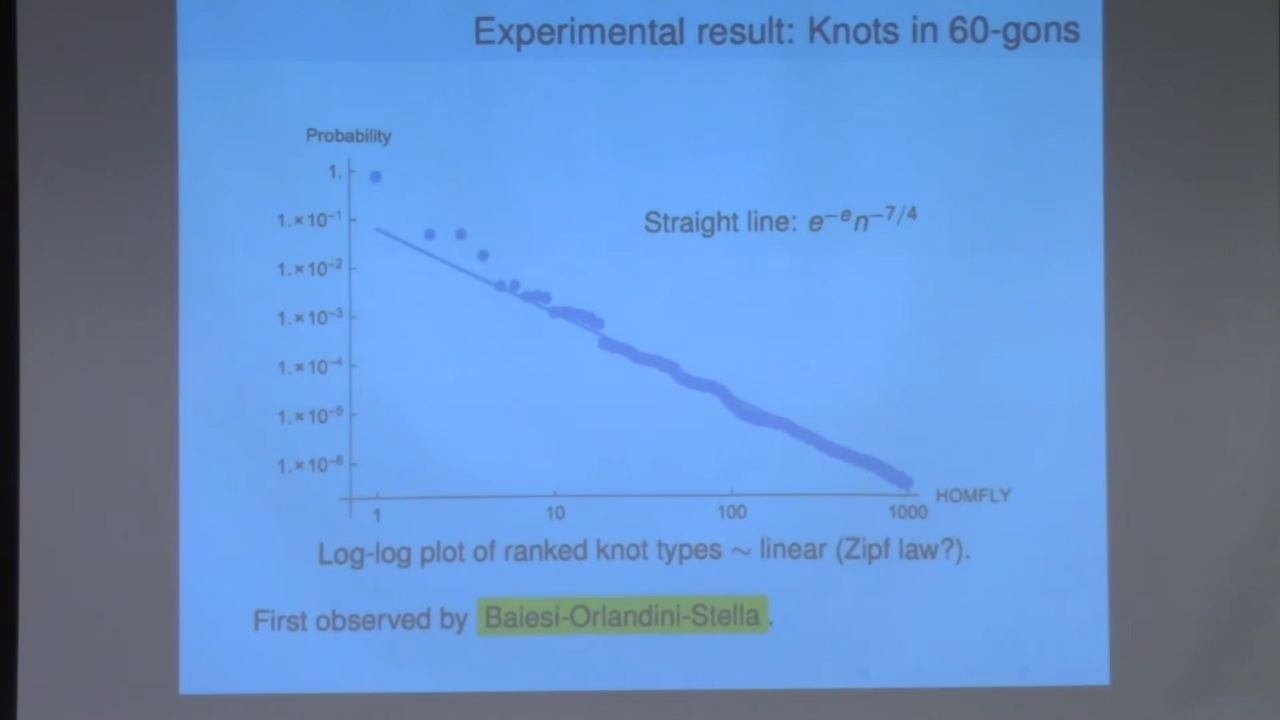 Experimental result: Knots in 60-gons
Probability
1.
1.×10⁻¹
Straight line: e⁻ᵉn⁻⁷/⁴
1.×10⁻²
1.×10⁻³
1.×10⁻⁴
1.×10⁻⁵
1.×10⁻⁶
HOMFLY
1 10 100 1000
Log-log plot of ranked knot types ~ linear (Zipf law?).
First observed by Baiesi-Orlandini-Stella.